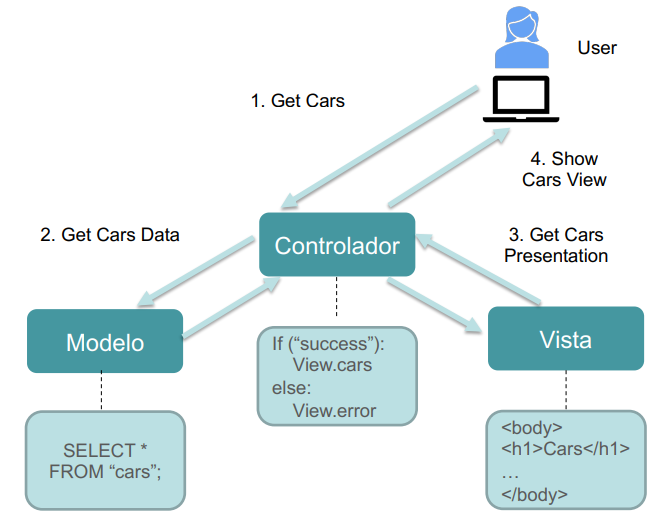 User
1. Get Cars
4. Show
Cars View
2. Get Cars Data
Controlador
3. Get Cars
Presentation
Modelo
Vista
If (“success”):
View.cars
else:
View.error
SELECT *
FROM “cars”;
<body>
<h1>Cars</h1>
…
</body>